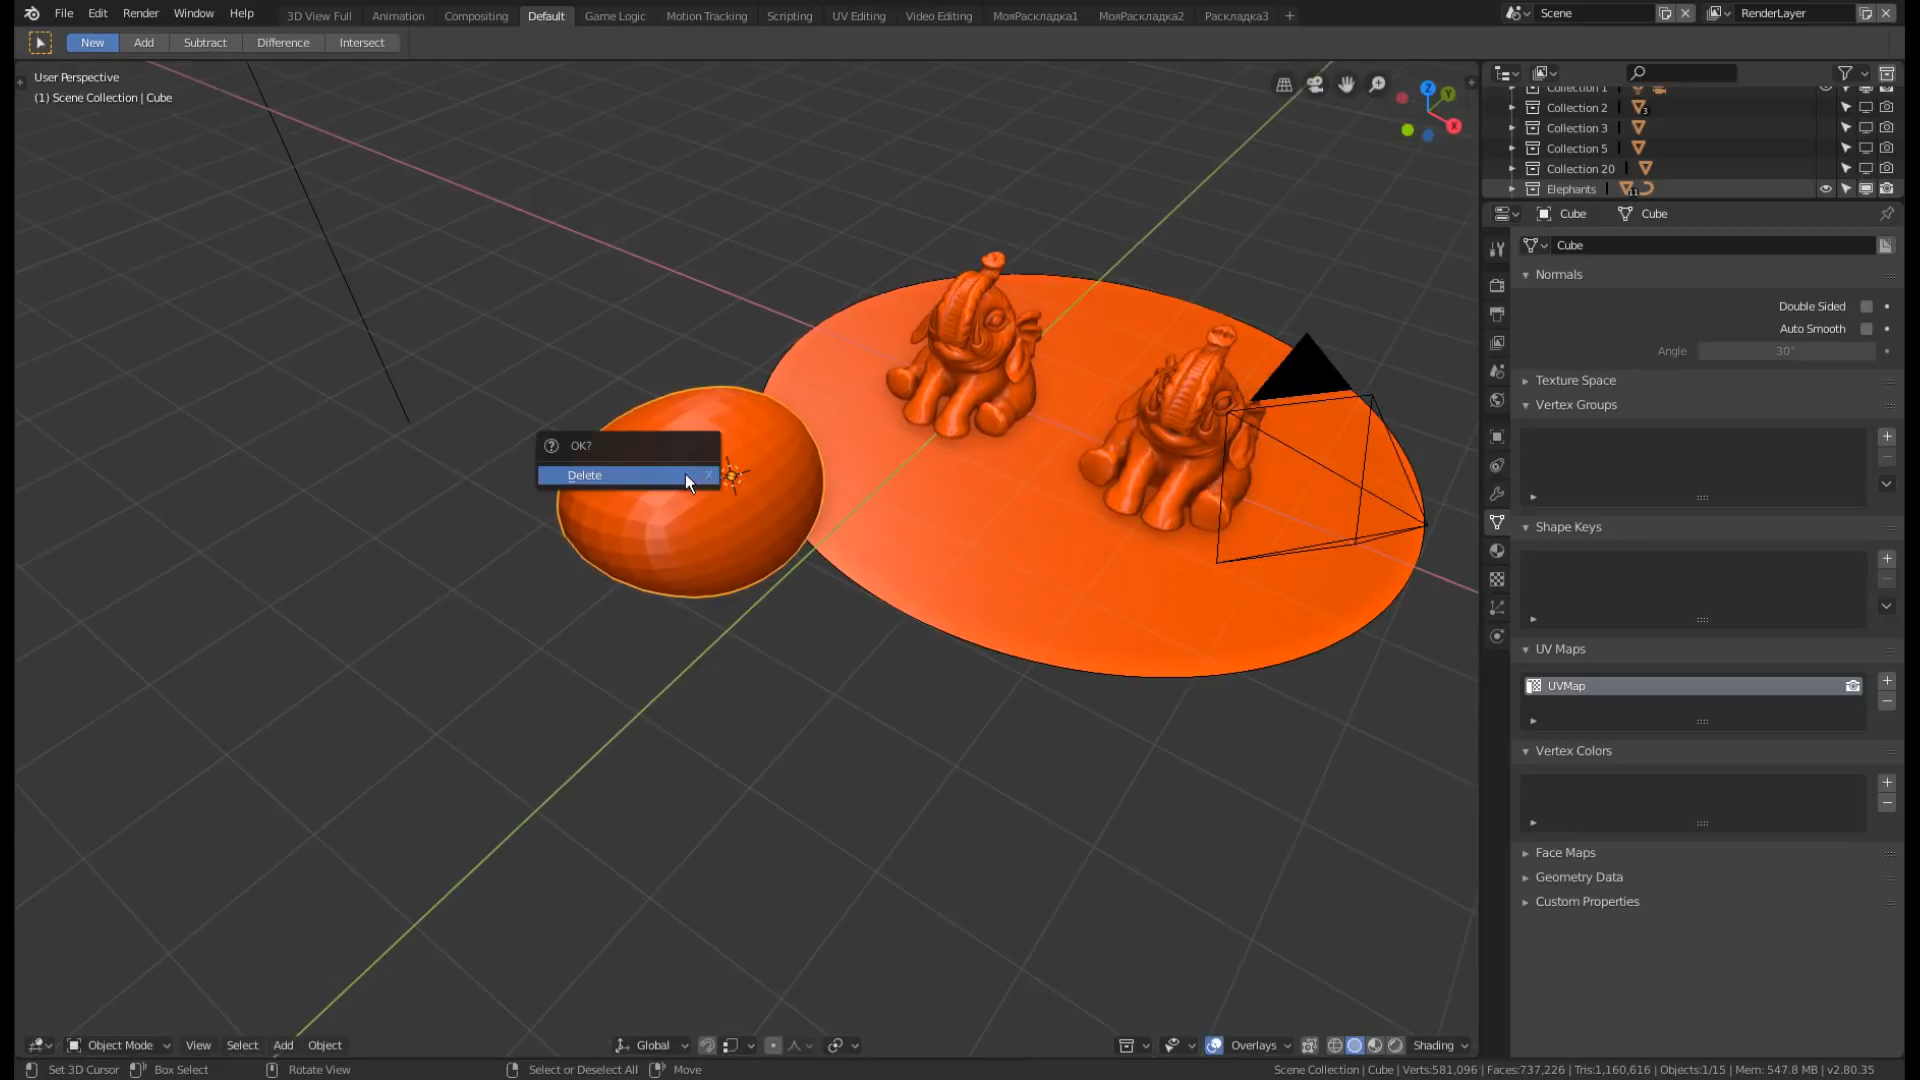 File Edit Render Window Help 3D View Full Animation Compositing Default Game Logic Motion Tracking Scripting UV Editing Video Editing МояРаскладка1 МояРаскладка2 Раскладка3 + Scene RenderLayer
New Add Subtract Difference Intersect
User Perspective
(1) Scene Collection | Cube
Z Y X
Collection 1
Collection 2 3
Collection 3
Collection 5
Collection 20
Elephants 11
Cube Cube
Cube
Normals
Double Sided
Auto Smooth
Angle 30°
Texture Space
Vertex Groups
OK?
Delete X
Shape Keys
UV Maps
UVMap
Vertex Colors
Face Maps
Geometry Data
Custom Properties
Object Mode View Select Add Object Global Overlays Shading
Set 3D Cursor Box Select Rotate View Select or Deselect All Move Scene Collection | Cube | Verts:581,096 | Faces:737,226 | Tris:1,160,616 | Objects:1/15 | Mem: 547.8 MB | v2.80.35